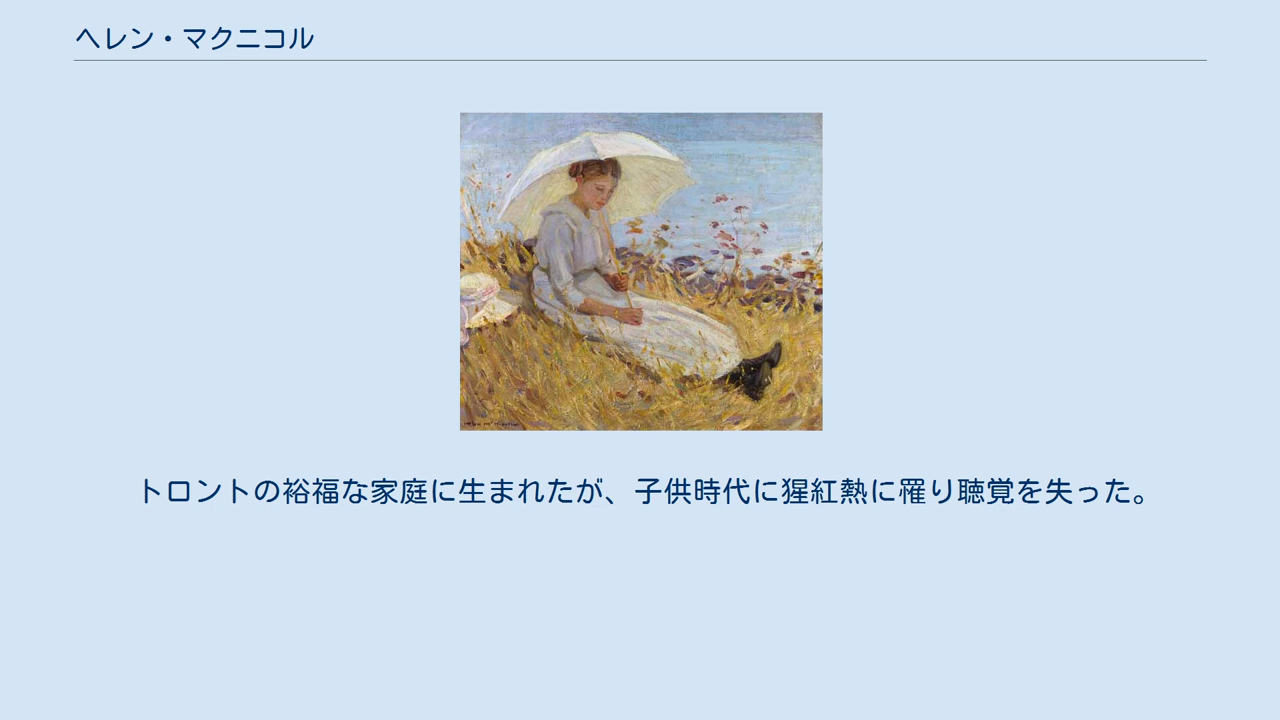 ヘレン・マクニコル
トロントの裕福な家庭に生まれたが、子供時代に猩紅熱に罹り聴覚を失った。